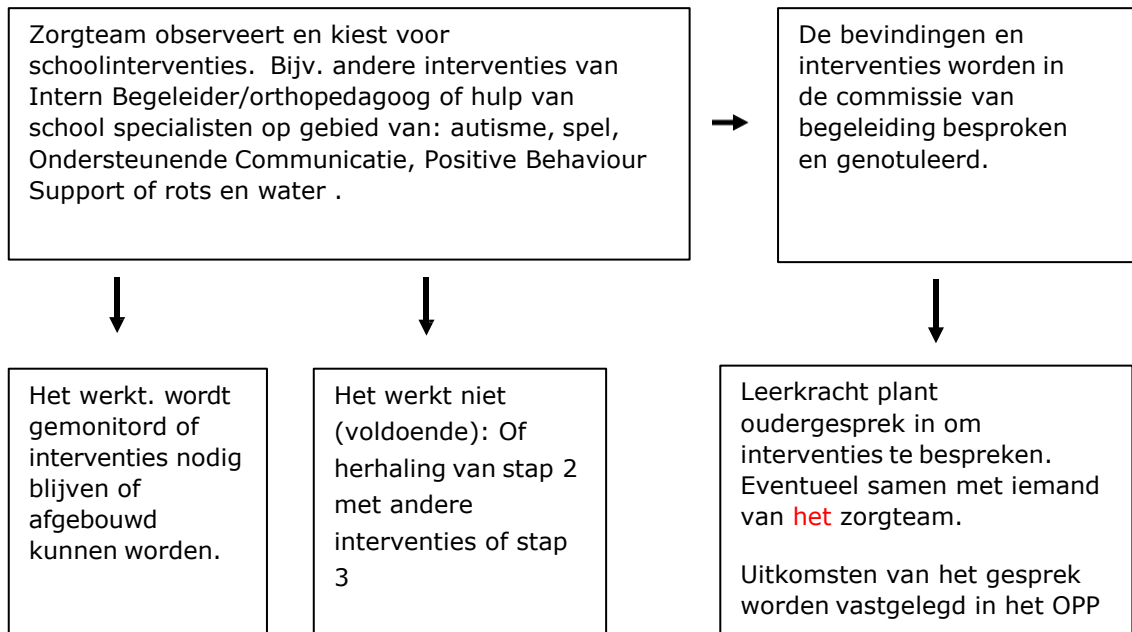 Zorgteam observeert en kiest voor
schoolinterventies. Bijv. andere interventies van
Intern Begeleider/orthopedagoog of hulp van
school specialisten op gebied van: autisme, spel,
Ondersteunende Communicatie, Positive Behaviour
Support of rots en water .
De bevindingen en
interventies worden in
de commissie van
begeleiding besproken
en genotuleerd.
Het werkt. wordt
gemonitord of
interventies nodig
blijven of
afgebouwd
kunnen worden.
Het werkt niet
(voldoende): Of
herhaling van stap 2
met andere
interventies of stap
3
Leerkracht plant
oudergesprek in om
interventies te bespreken.
Eventueel samen met iemand
van het zorgteam.
Uitkomsten van het gesprek
worden vastgelegd in het OPP